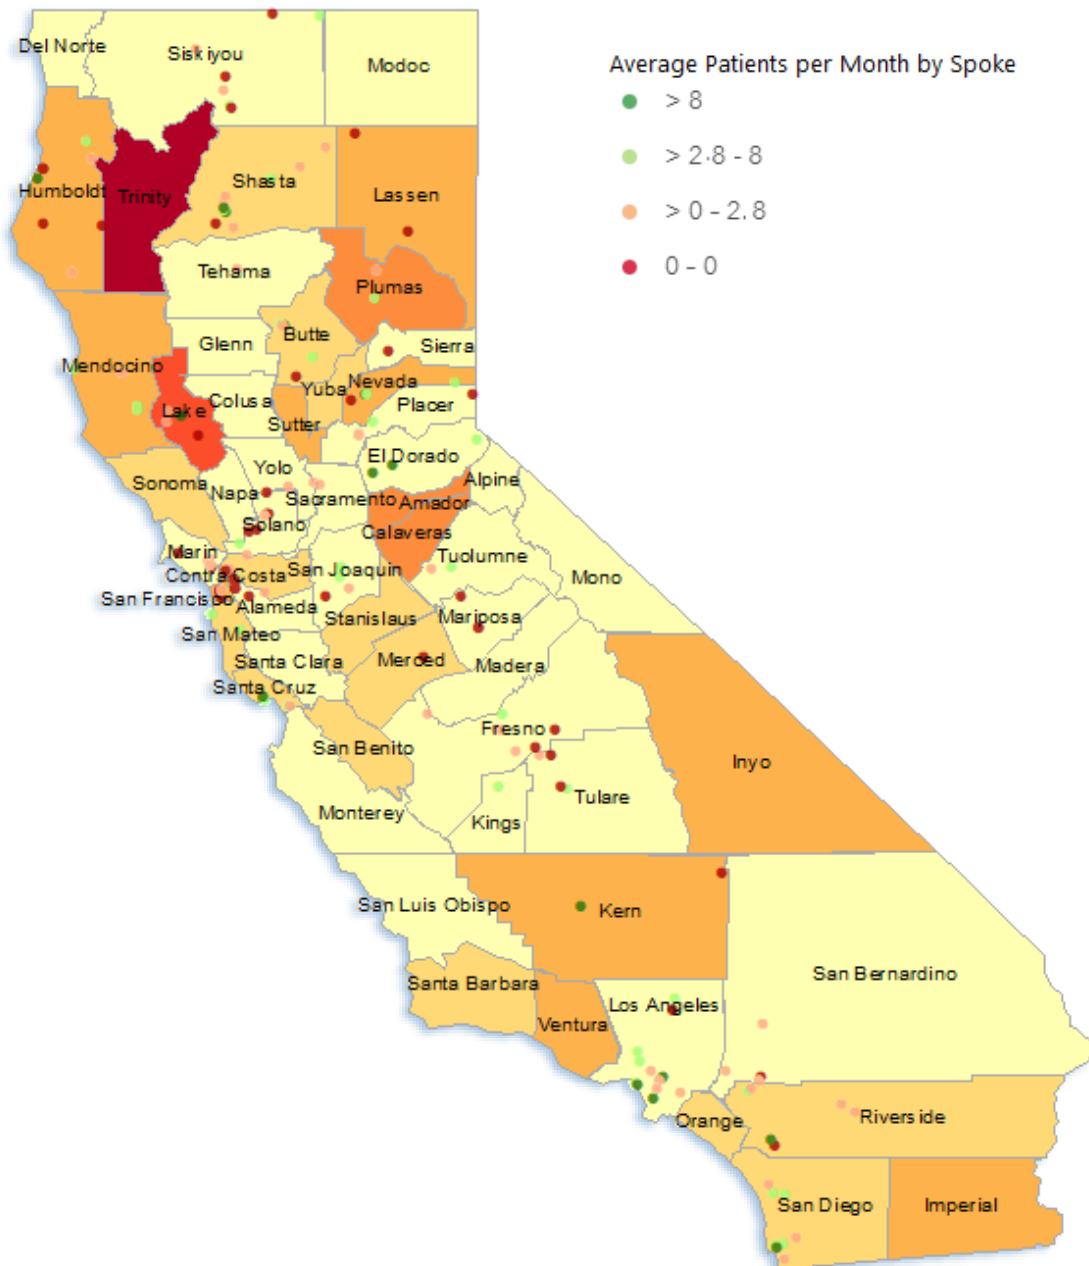 Del Norte
Siskiyou
Modoc
Average Patients per Month by Spoke
> 8
> 2.8 - 8
> 0 - 2.8
0 - 0
Humboldt
Trinity
Shasta
Lassen
Tehama
Plumas
Glenn
Butte
Sierra
Mendocino
Lake
Colusa
Yuba
Nevada
Placer
Sutter
Sonoma
Napa
Yolo
El Dorado
Alpine
Sacramento
Amador
Solano
Calaveras
Marin
Contra Costa
San Joaquin
Tuolumne
Mono
San Francisco
Alameda
Stanislaus
Mariposa
San Mateo
Santa Clara
Merced
Madera
Santa Cruz
San Benito
Fresno
Inyo
Monterey
Kings
Tulare
San Luis Obispo
Kern
Santa Barbara
Ventura
Los Angeles
San Bernardino
Orange
Riverside
San Diego
Imperial